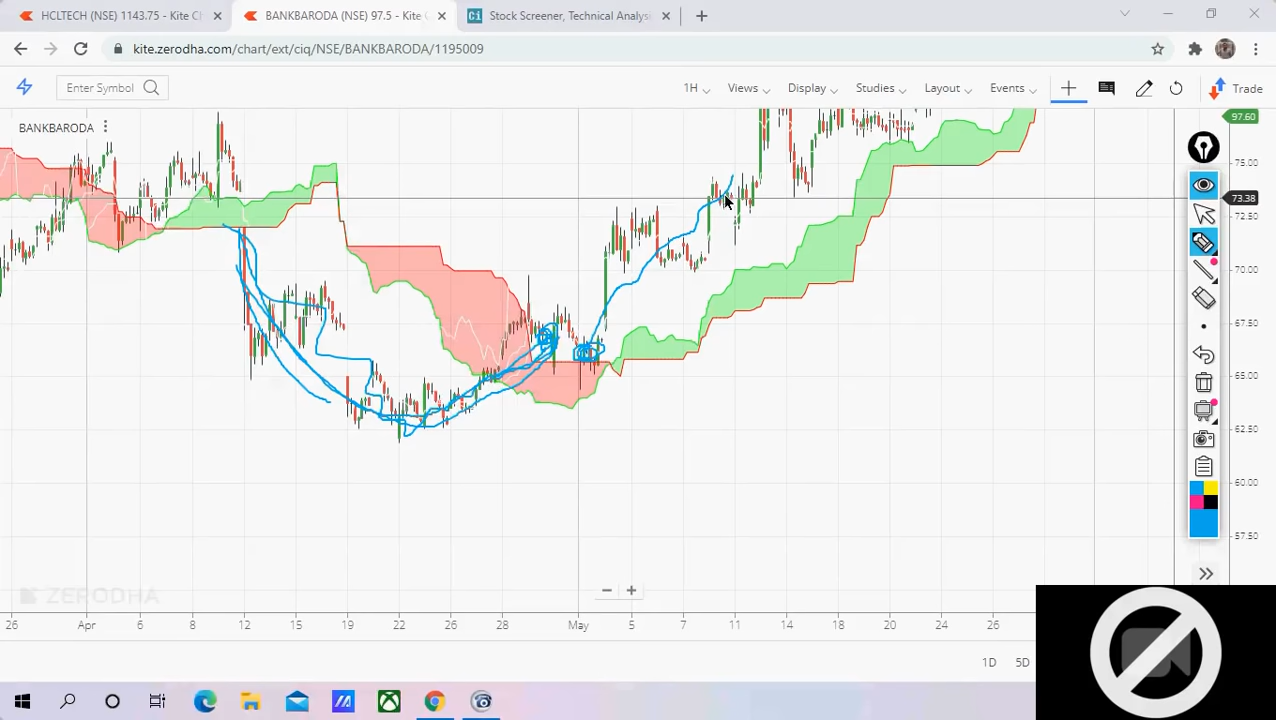 HCLTECH (NSE) 1143.75 - Kite Ch
BANKBARODA (NSE) 97.5 - Kite C
Ci Stock Screener, Technical Analysis
kite.zerodha.com/chart/ext/ciq/NSE/BANKBARODA/1195009
Enter Symbol
1H Views Display Studies Layout Events Trade
BANKBARODA
97.60
75.00
73.38
72.50
70.00
67.50
65.00
62.50
60.00
57.50
ZERODHA
26 Apr 6 8 12 15 19 22 26 28 May 5 7 11 14 18 20 24 26
1D 5D